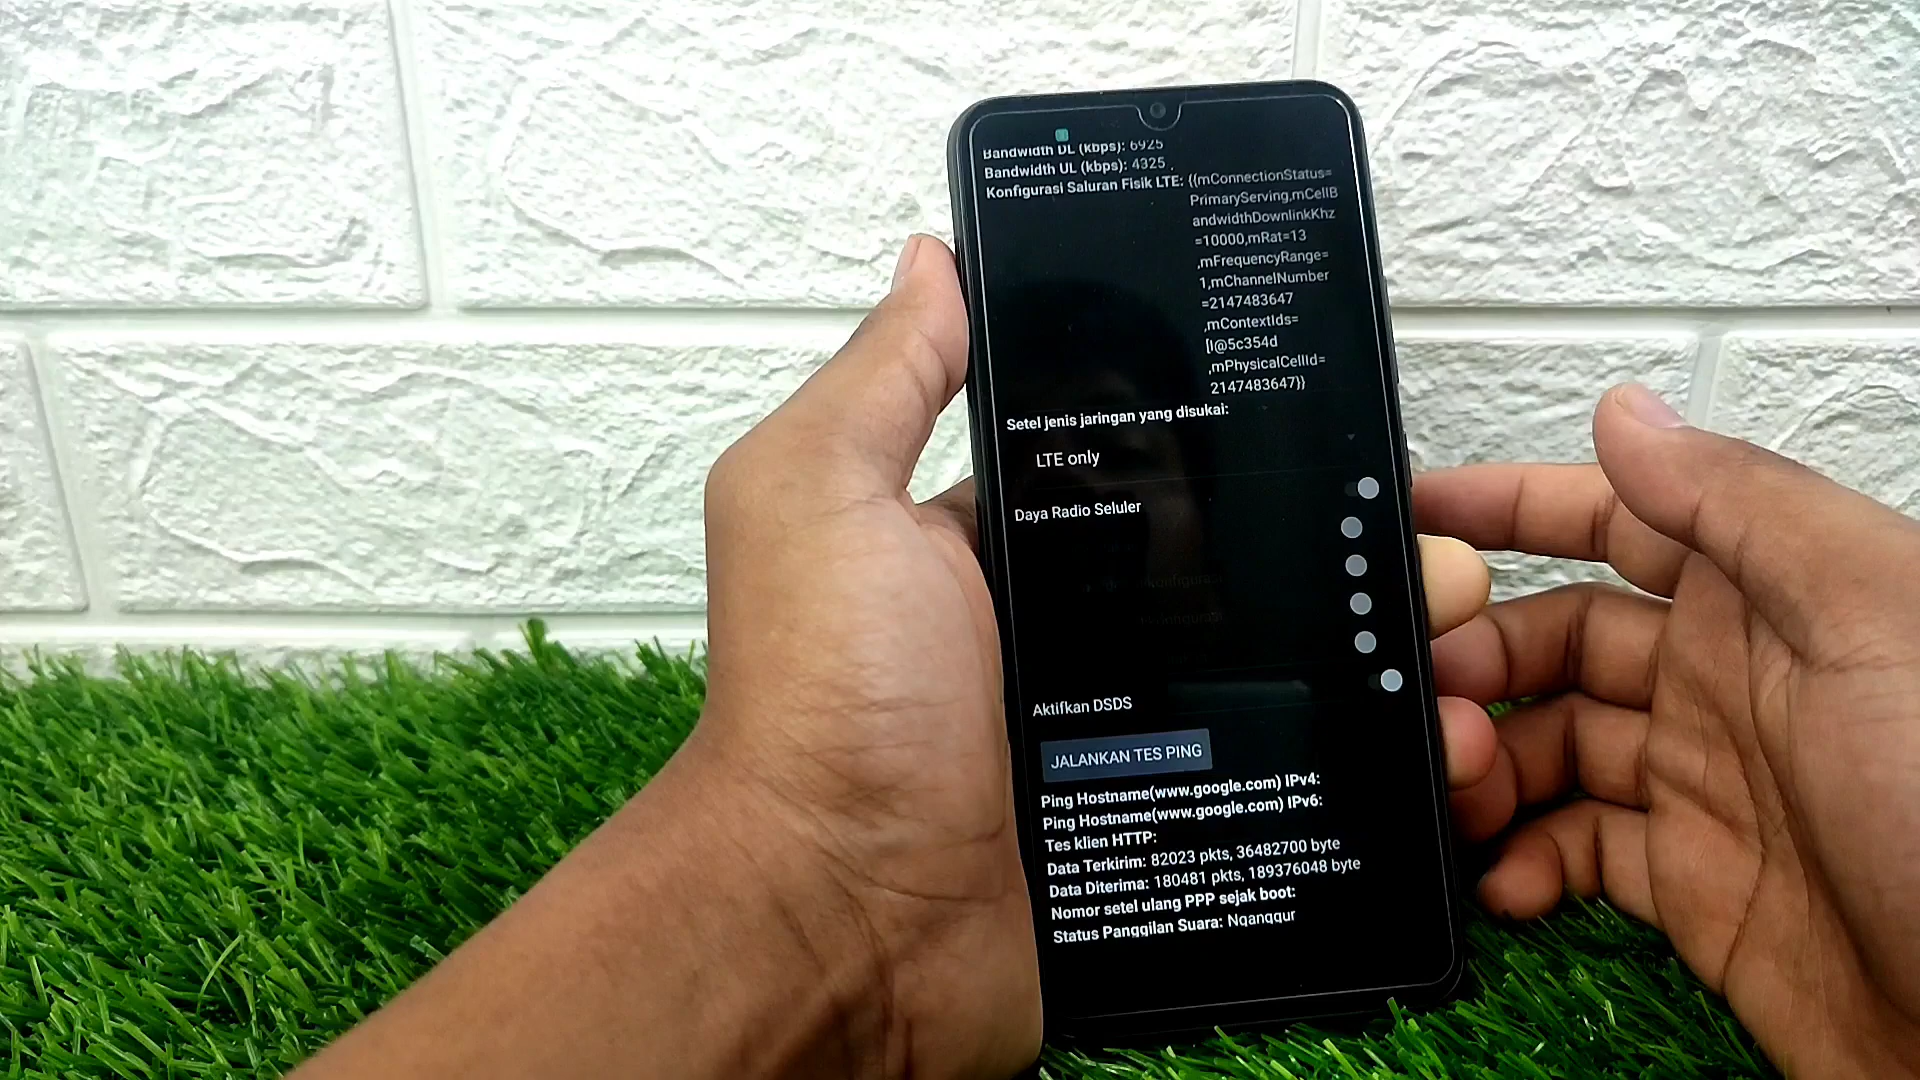 Bandwidth DL (kbps): 6925
Bandwidth UL (kbps): 4325
Konfigurasi Saluran Fisik LTE: {{mConnectionStatus=
PrimaryServing,mCellB
andwidthDownlinkKhz
=10000,mRat=13
,mFrequencyRange=
1,mChannelNumber
=2147483647
,mContextIds=
[I@5c354d
,mPhysicalCellId=
2147483647}}
Setel jenis jaringan yang disukai:
LTE only
Daya Radio Seluler
Aktifkan DSDS
JALANKAN TES PING
Ping Hostname(www.google.com) IPv4:
Ping Hostname(www.google.com) IPv6:
Tes klien HTTP:
Data Terkirim: 82023 pkts, 36482700 byte
Data Diterima: 180481 pkts, 189376048 byte
Nomor setel ulang PPP sejak boot:
Status Panggilan Suara: Nganggur